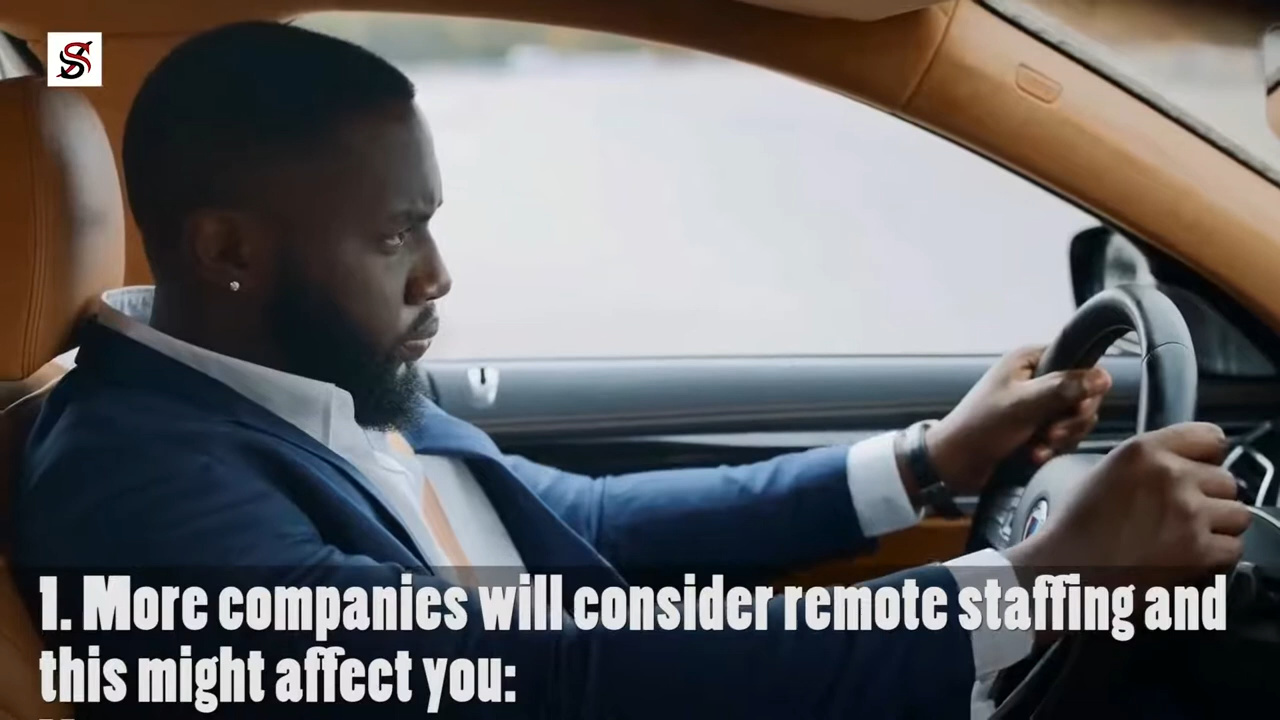 1. More companies will consider remote staffing and
this might affect you: